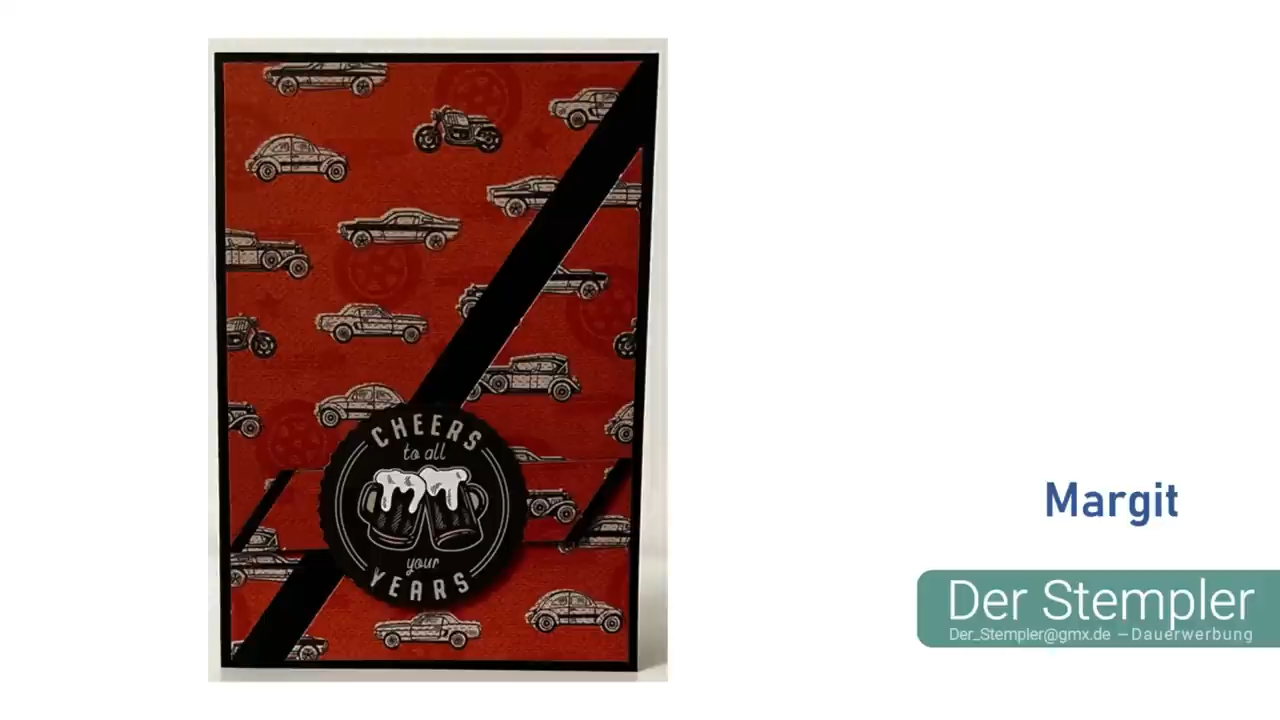 CHEERS
to all
your
YEARS
Margit
Der Stempler
Der_Stempler@gmx.de – Dauerwerbung